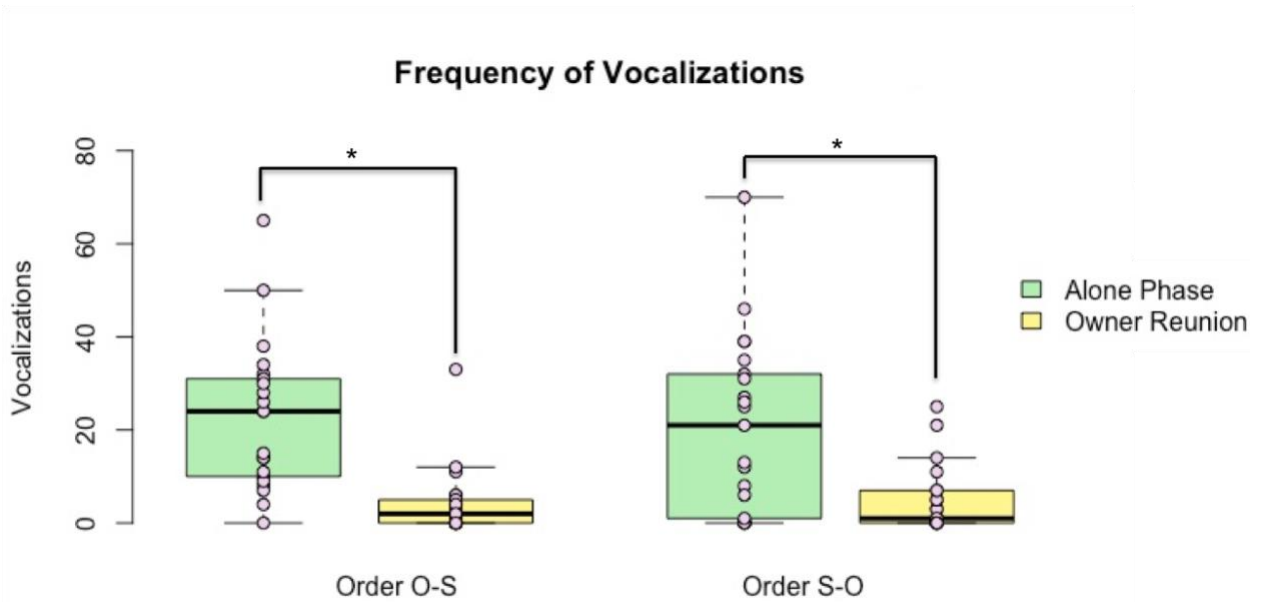 Frequency of Vocalizations
Vocalizations
80
60
40
20
0
*
*
Alone Phase
Owner Reunion
Order O-S
Order S-O